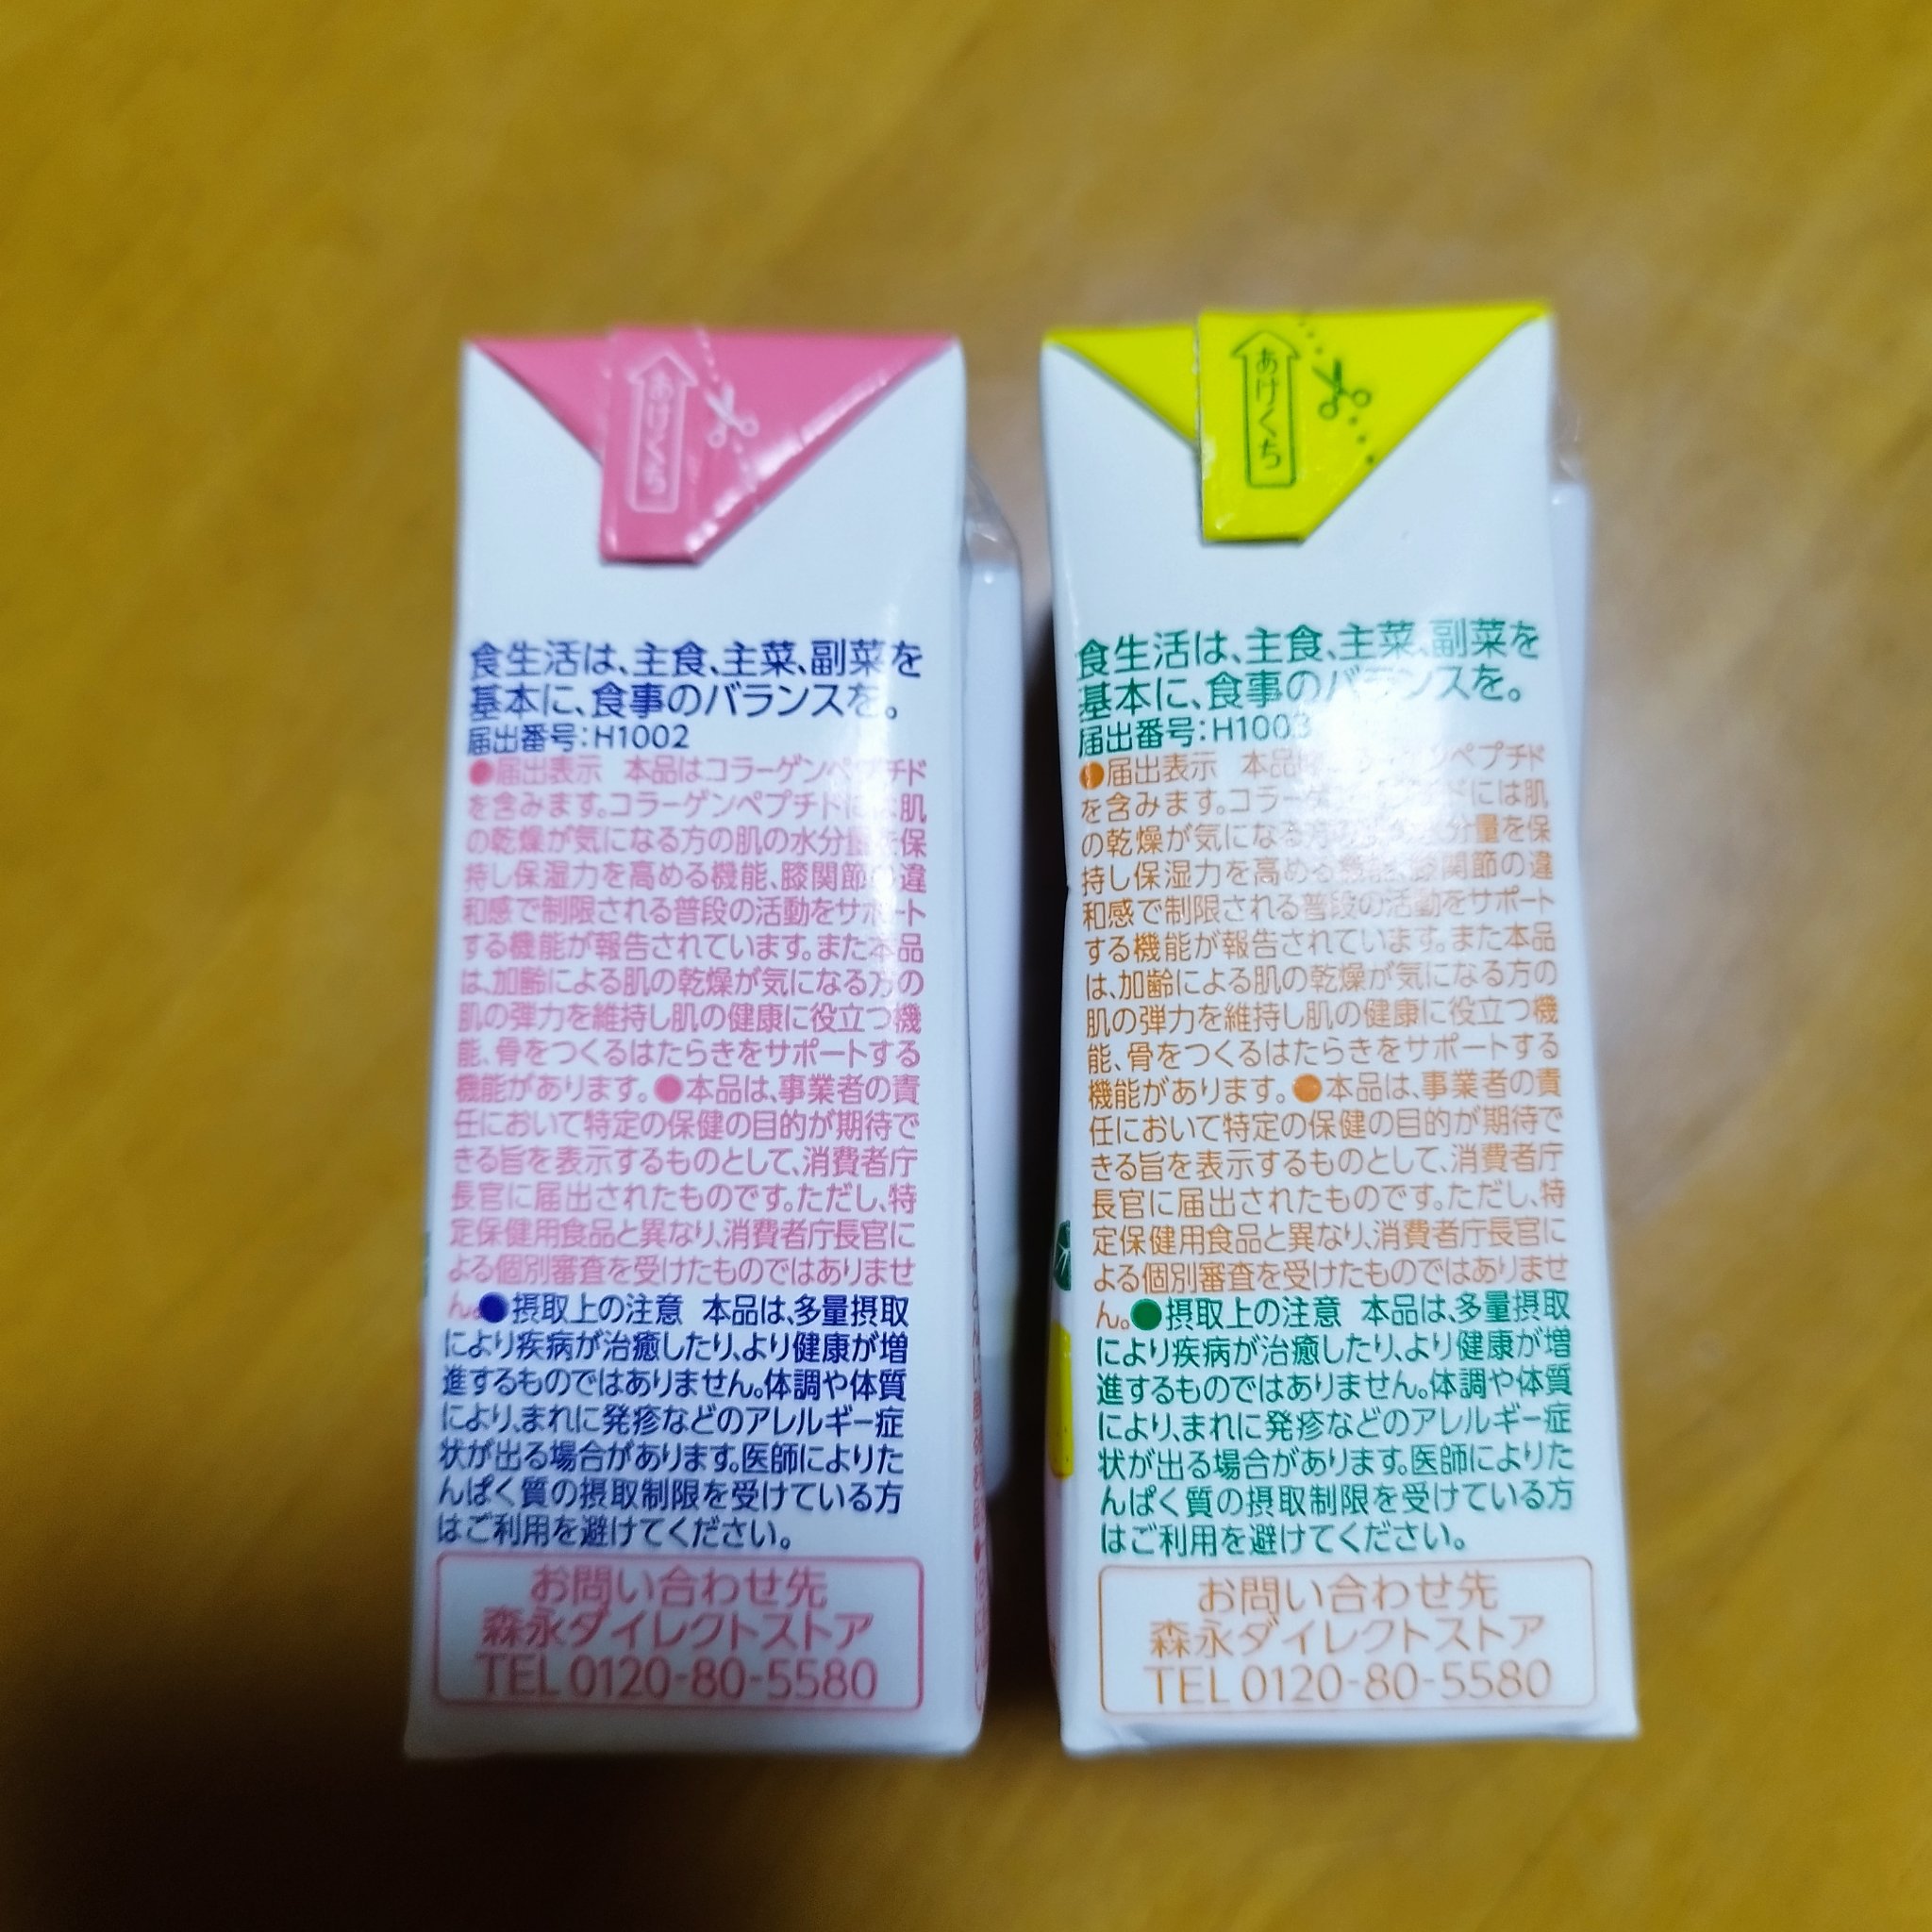 あけくち
食生活は、主食、主菜、副菜を
基本に、食事のバランスを。
届出番号:H1002
●届出表示 本品はコラーゲンペプチド
を含みます。コラーゲンペプチドには肌
の乾燥が気になる方の肌の水分量を保
持し保湿力を高める機能、膝関節の違
和感で制限される普段の活動をサポート
する機能が報告されています。また本品
は、加齢による肌の乾燥が気になる方の
肌の弾力を維持し肌の健康に役立つ機
能、骨をつくるはたらきをサポートする
機能があります。●本品は、事業者の責
任において特定の保健の目的が期待で
きる旨を表示するものとして、消費者庁
長官に届出されたものです。ただし、特
定保健用食品と異なり、消費者庁長官に
よる個別審査を受けたものではありませ
ん。●摂取上の注意 本品は、多量摂取
により疾病が治癒したり、より健康が増
進するものではありません。体調や体質
により、まれに発疹などのアレルギー症
状が出る場合があります。医師によりた
んぱく質の摂取制限を受けている方
はご利用を避けてください。
お問い合わせ先
森永ダイレクトストア
TEL 0120-80-5580
あけくち
食生活は、主食、主菜、副菜を
基本に、食事のバランスを。
届出番号:H1003
●届出表示 本品は ペプチド
を含みます。コラーゲンペプチドには肌
の乾燥が気になる方の肌の水分量を保
持し保湿力を高める機能、膝関節の違
和感で制限される普段の活動をサポート
する機能が報告されています。また本品
は、加齢による肌の乾燥が気になる方の
肌の弾力を維持し肌の健康に役立つ機
能、骨をつくるはたらきをサポートする
機能があります。●本品は、事業者の責
任において特定の保健の目的が期待で
きる旨を表示するものとして、消費者庁
長官に届出されたものです。ただし、特
定保健用食品と異なり、消費者庁長官に
よる個別審査を受けたものではありませ
ん。●摂取上の注意 本品は、多量摂取
により疾病が治癒したり、より健康が増
進するものではありません。体調や体質
により、まれに発疹などのアレルギー症
状が出る場合があります。医師によりた
んぱく質の摂取制限を受けている方
はご利用を避けてください。
お問い合わせ先
森永ダイレクトストア
TEL 0120-80-5580